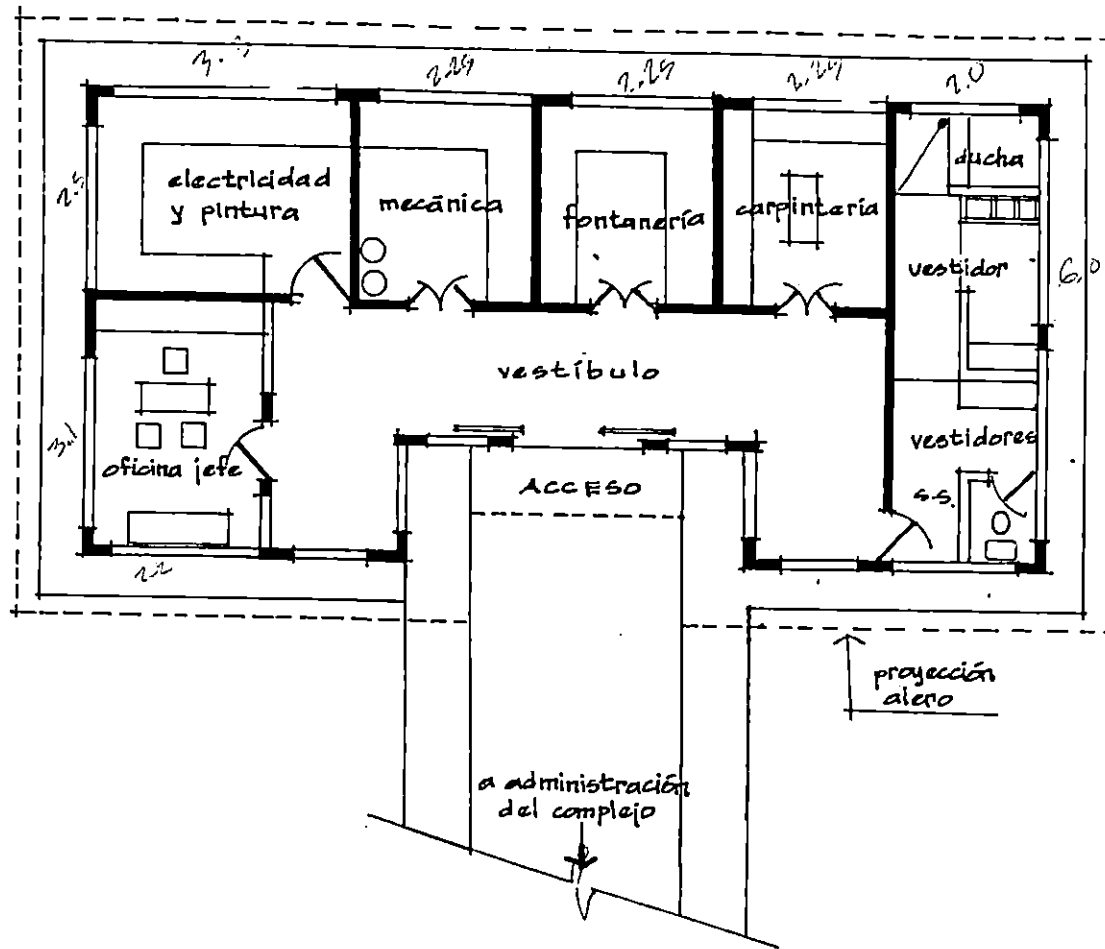 2.25
2.25
2.25
2.0
2.5
electricidad
y pintura
mecánica
fontanería
carpintería
ducha
vestidor
6.0
vestíbulo
3.1
oficina jefe
ACCESO
vestidores
s.s.
2.2
proyección
alero
a administración
del complejo